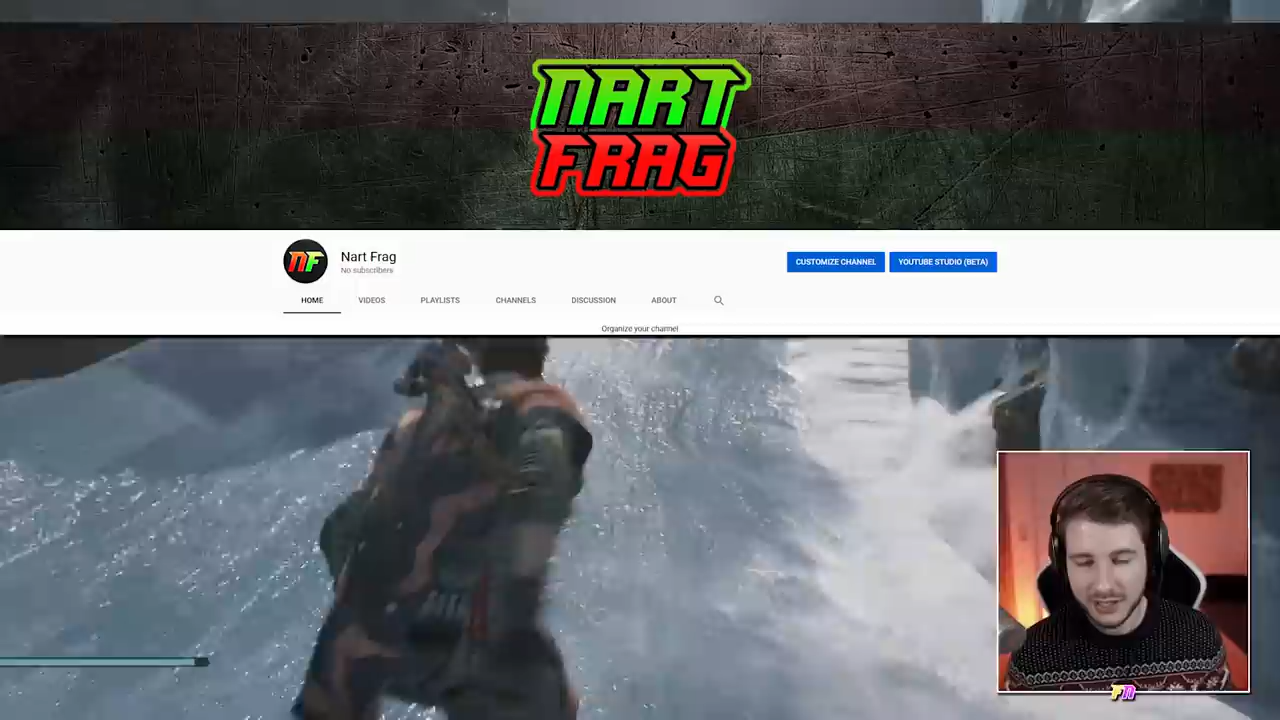 NART
FRAG
NF
Nart Frag
No subscribers
CUSTOMIZE CHANNEL
YOUTUBE STUDIO (BETA)
HOME
VIDEOS
PLAYLISTS
CHANNELS
DISCUSSION
ABOUT
Organize your channel